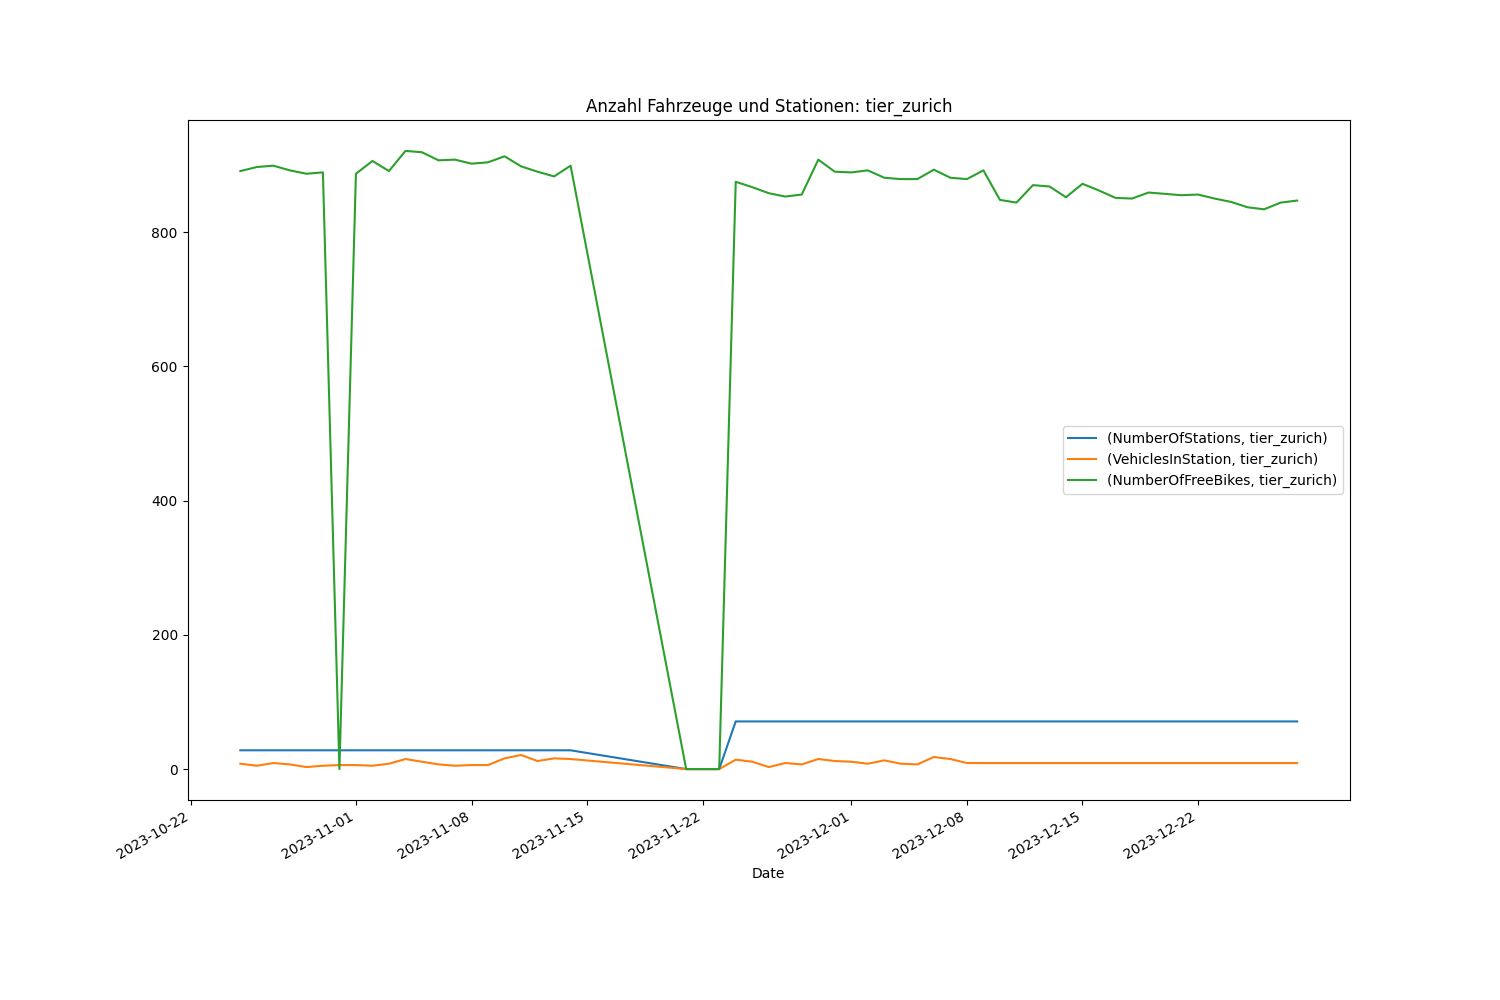 Anzahl Fahrzeuge und Stationen: tier_zurich
800
600
400
200
0
(NumberOfStations, tier_zurich)
(VehiclesInStation, tier_zurich)
(NumberOfFreeBikes, tier_zurich)
2023-10-22
2023-11-01
2023-11-08
2023-11-15
2023-11-22
2023-12-01
2023-12-08
2023-12-15
2023-12-22
Date